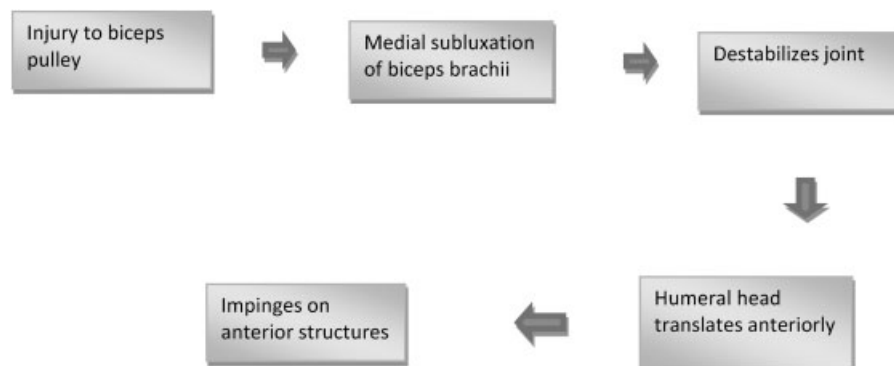 Injury to biceps
pulley
Medial subluxation
of biceps brachii
Destabilizes joint
Humeral head
translates anteriorly
Impinges on
anterior structures